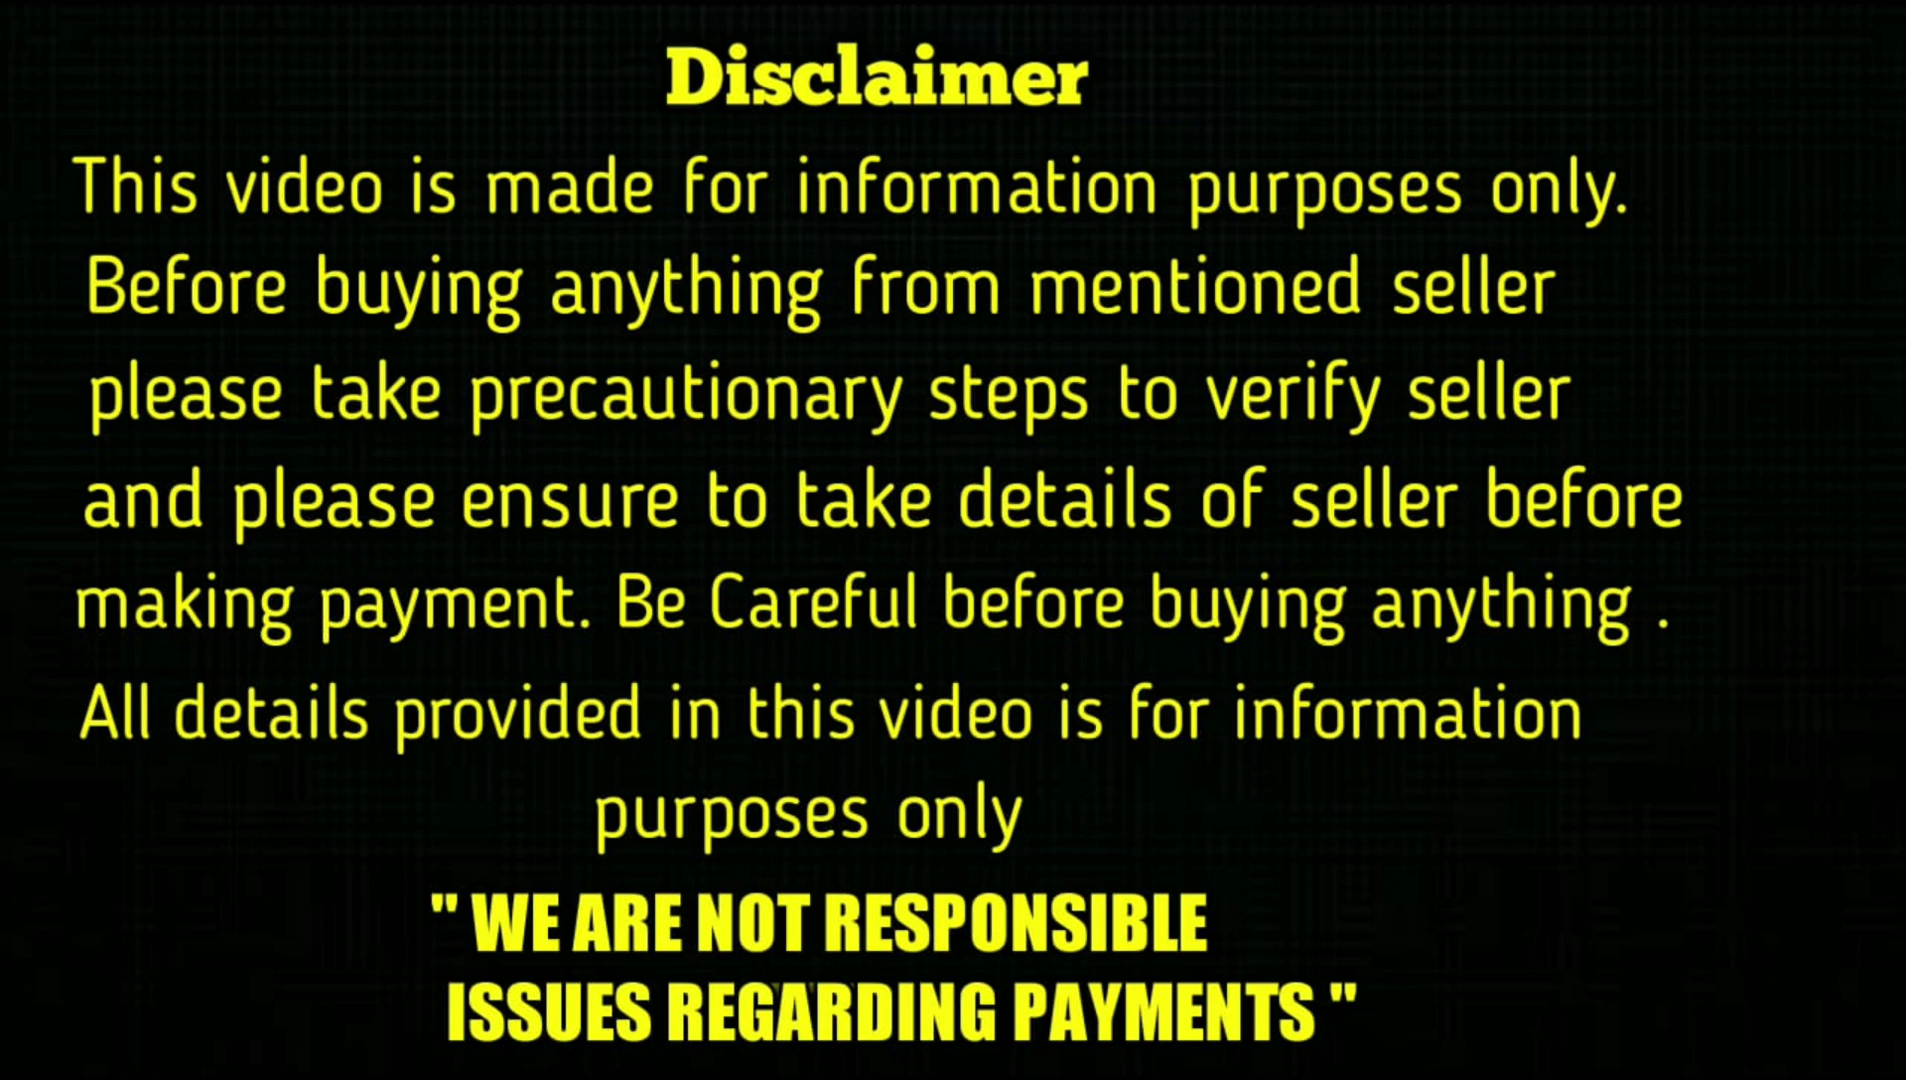 Disclaimer
This video is made for information purposes only.
Before buying anything from mentioned seller
please take precautionary steps to verify seller
and please ensure to take details of seller before
making payment. Be Careful before buying anything .
All details provided in this video is for information
purposes only
" WE ARE NOT RESPONSIBLE
ISSUES REGARDING PAYMENTS "